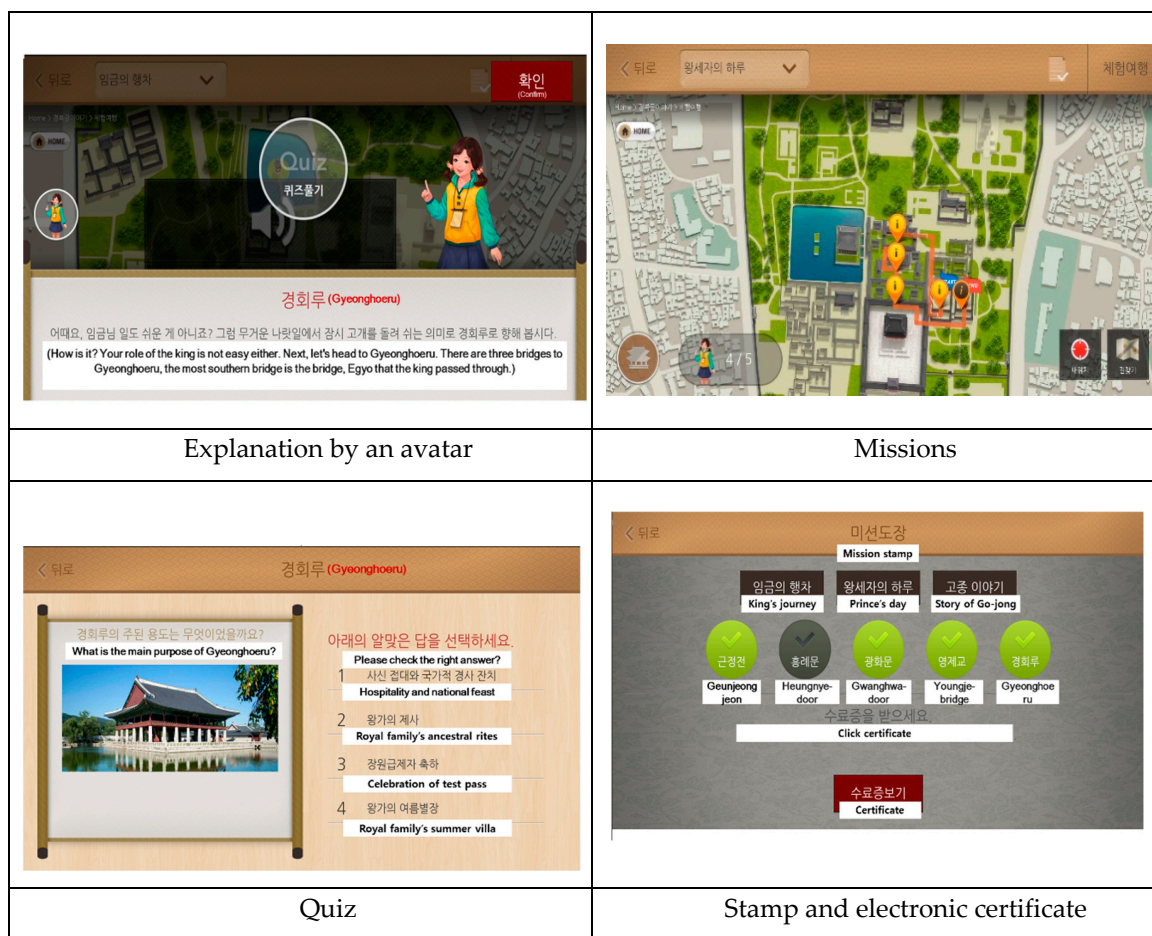 뒤로
임금의 행차
확인
(Confirm)
HOME
Quiz
퀴즈풀기
경회루 (Gyeonghoeru)
어때요, 임금님 일도 쉬운 게 아니죠? 그럼 무거운 나랏일에서 잠시 고개를 돌려 쉬는 의미로 경회루로 향해 봅시다.
(How is it? Your role of the king is not easy either. Next, let's head to Gyeonghoeru. There are three bridges to
Gyeonghoeru, the most southern bridge is the bridge, Egyo that the king passed through.)
Explanation by an avatar
뒤로
왕세자의 하루
체험여행
HOME
4 / 5
길찾기
Missions
뒤로
경회루 (Gyeonghoeru)
경회루의 주된 용도는 무엇이었을까요?
What is the main purpose of Gyeonghoeru?
아래의 알맞은 답을 선택하세요.
Please check the right answer?
1 사신 접대와 국가적 경사 잔치
Hospitality and national feast
2 왕가의 제사
Royal family's ancestral rites
3 장원급제자 축하
Celebration of test pass
4 왕가의 여름별장
Royal family's summer villa
Quiz
뒤로
미션도장
Mission stamp
임금의 행차 왕세자의 하루 고종 이야기
King's journey Prince's day Story of Go-jong
근정전 흥례문 광화문 영제교 경회루
Geunjeong Heungnye- Gwanghwa- Youngje- Gyeonghoe
jeon door door bridge ru
수료증을 받으세요.
Click certificate
수료증보기
Certificate
Stamp and electronic certificate